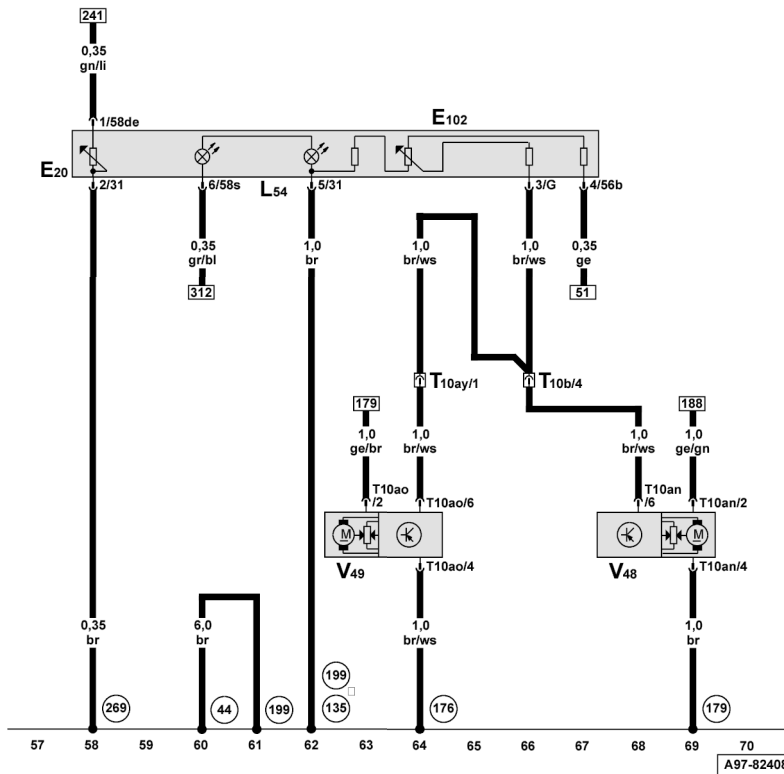 241
0,35
gn/li
1/58de
E102
E20
2/31
6/58s
L54
5/31
3/G
4/56b
0,35
gr/bl
1,0
br
1,0
br/ws
1,0
br/ws
0,35
ge
312
51
T10ay/1
T10b/4
179
188
1,0
ge/br
1,0
br/ws
1,0
br/ws
1,0
ge/gn
T10ao
/2
T10ao/6
T10an
/6
T10an/2
M
M
V49
T10ao/4
V48
T10an/4
0,35
br
6,0
br
1,0
br/ws
1,0
br
199
269
44
199
135
176
179
57 58 59 60 61 62 63 64 65 66 67 68 69 70
A97-82408